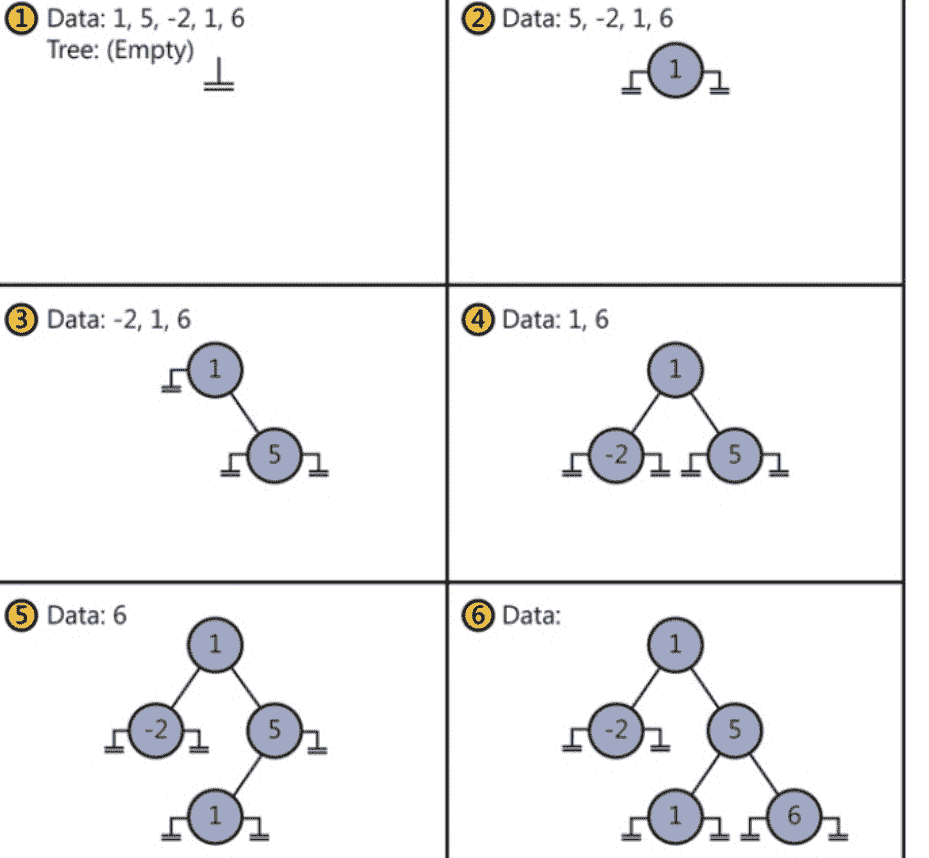 1 Data: 1, 5, -2, 1, 6
Tree: (Empty)
2 Data: 5, -2, 1, 6
1
3 Data: -2, 1, 6
1
5
4 Data: 1, 6
1
-2 5
5 Data: 6
1
-2 5
1
6 Data:
1
-2 5
1 6